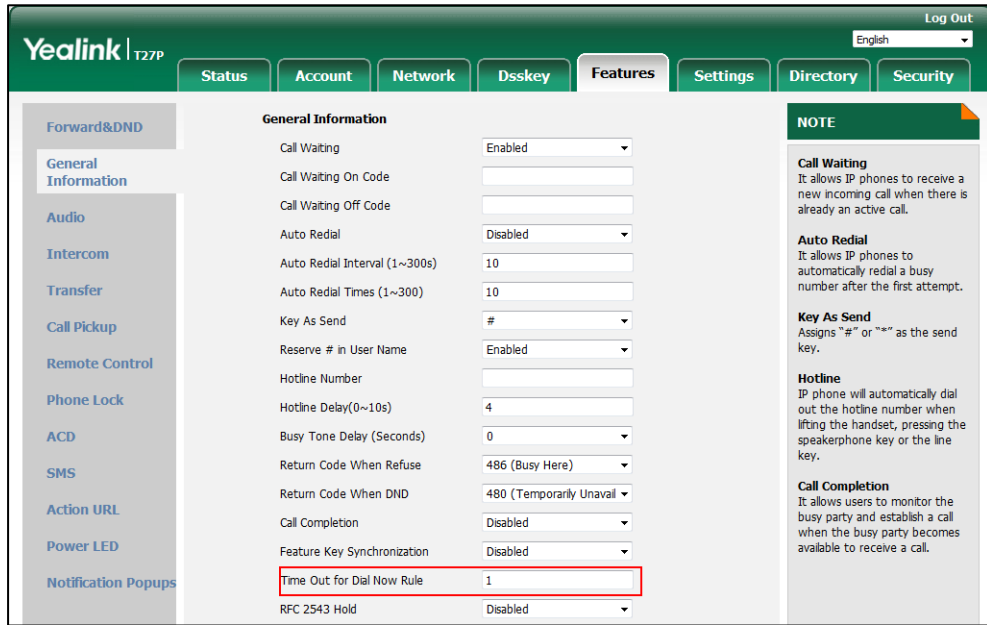 Log Out
Yealink T27P
English
Status Account Network Dsskey Features Settings Directory Security
Forward&DND
General
Information
Audio
Intercom
Transfer
Call Pickup
Remote Control
Phone Lock
ACD
SMS
Action URL
Power LED
Notification Popups
General Information
Call Waiting Enabled
Call Waiting On Code
Call Waiting Off Code
Auto Redial Disabled
Auto Redial Interval (1~300s) 10
Auto Redial Times (1~300) 10
Key As Send #
Reserve # in User Name Enabled
Hotline Number
Hotline Delay(0~10s) 4
Busy Tone Delay (Seconds) 0
Return Code When Refuse 486 (Busy Here)
Return Code When DND 480 (Temporarily Unavail
Call Completion Disabled
Feature Key Synchronization Disabled
Time Out for Dial Now Rule 1
RFC 2543 Hold Disabled
NOTE
Call Waiting
It allows IP phones to receive a
new incoming call when there is
already an active call.
Auto Redial
It allows IP phones to
automatically redial a busy
number after the first attempt.
Key As Send
Assigns "#" or "*" as the send
key.
Hotline
IP phone will automatically dial
out the hotline number when
lifting the handset, pressing the
speakerphone key or the line
key.
Call Completion
It allows users to monitor the
busy party and establish a call
when the busy party becomes
available to receive a call.